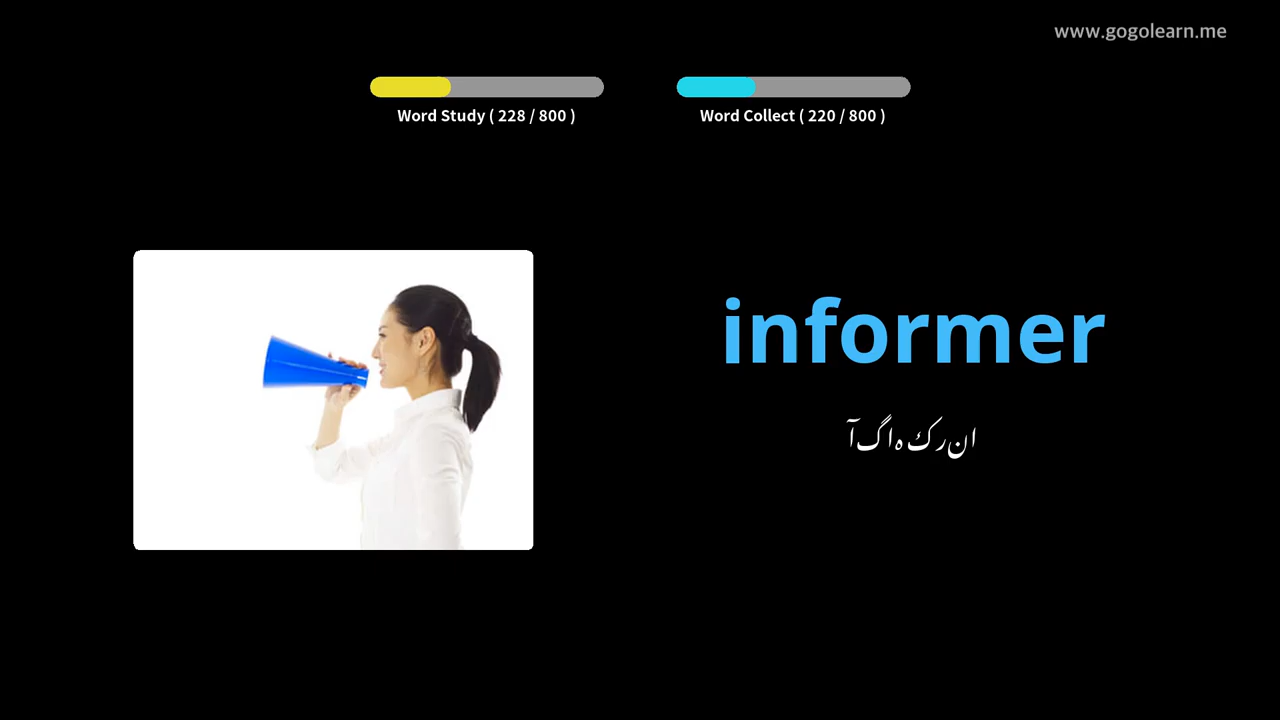 www.gogolearn.me
Word Study ( 228 / 800 )
Word Collect ( 220 / 800 )
informer
آگاہ کرنا